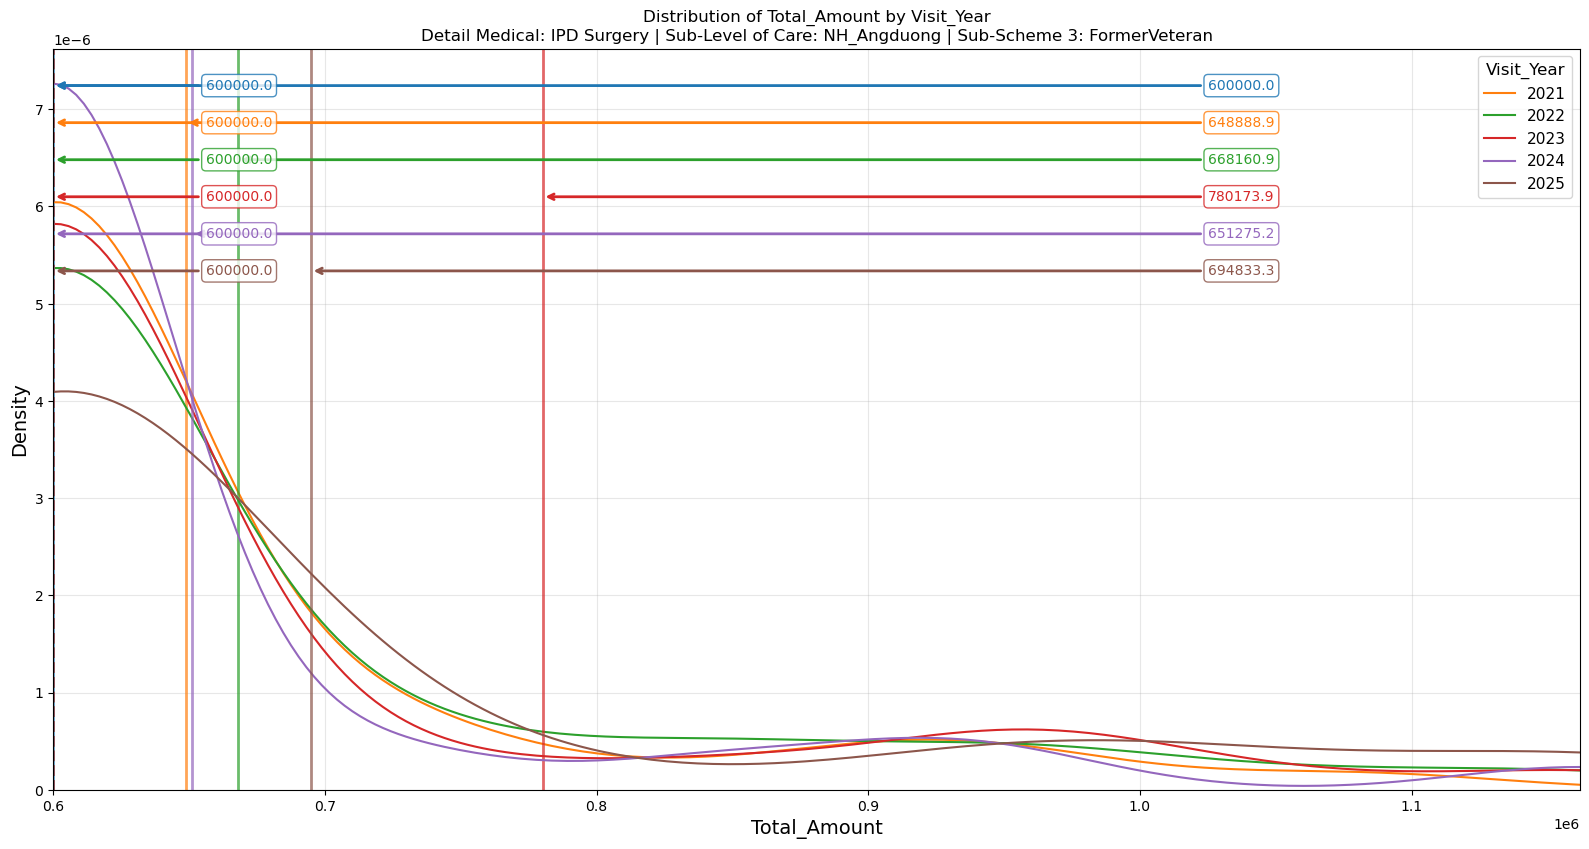 Distribution of Total_Amount by Visit_Year
Detail Medical: IPD Surgery | Sub-Level of Care: NH_Angduong | Sub-Scheme 3: FormerVeteran
1e−6
7
6
5
4
3
2
1
0
Density
600000.0 600000.0
600000.0 648888.9
600000.0 668160.9
600000.0 780173.9
600000.0 651275.2
600000.0 694833.3
Visit_Year
2021
2022
2023
2024
2025
0.6 0.7 0.8 0.9 1.0 1.1
1e6
Total_Amount